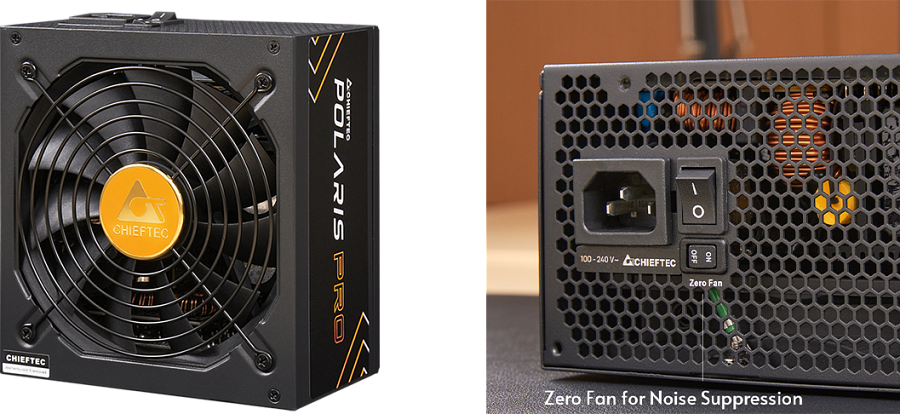 CHIEFTEC
POLARIS PRO
CHIEFTEC
CHIEFTEC
100-240 V~
CHIEFTEC
I
O
OFF
ON
Zero Fan
Zero Fan for Noise Suppression